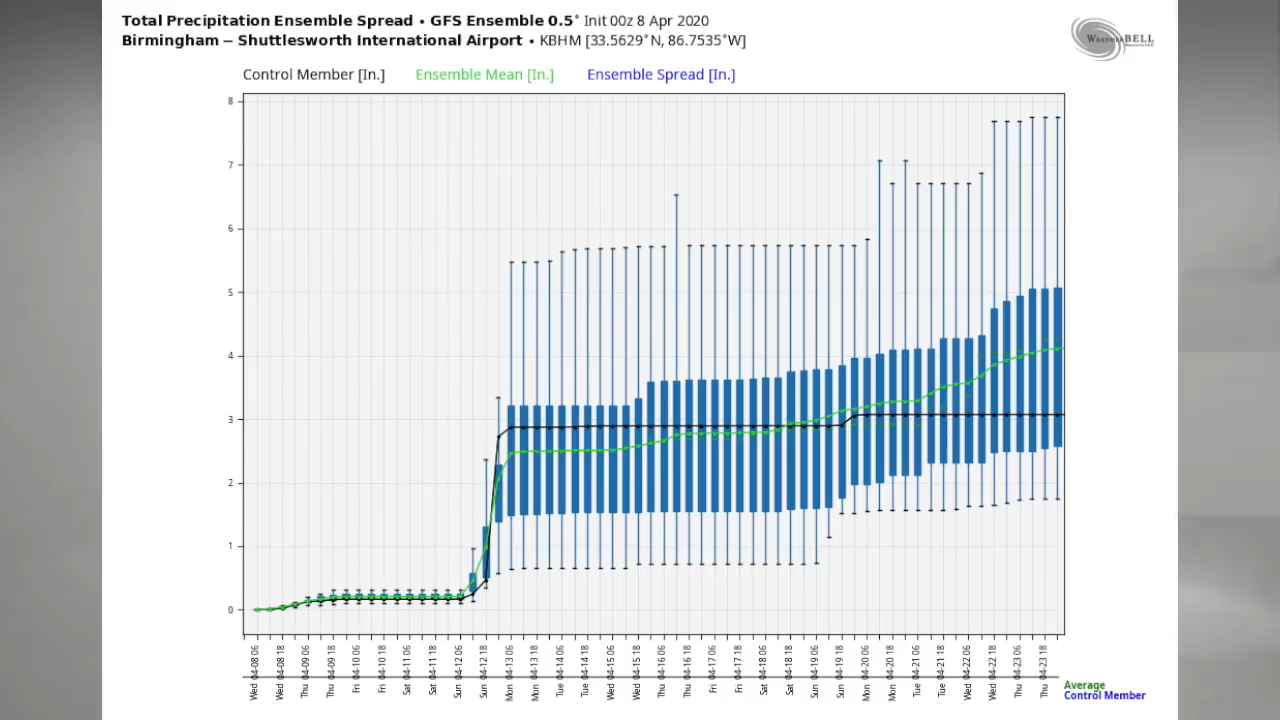 Total Precipitation Ensemble Spread • GFS Ensemble 0.5° Init 00z 8 Apr 2020
Birmingham – Shuttlesworth International Airport • KBHM [33.5629°N, 86.7535°W]
WeatherBELL
Control Member [In.] Ensemble Mean [In.] Ensemble Spread [In.]
8
7
6
5
4
3
2
1
0
Wed 04-08 06
Wed 04-08 18
Thu 04-09 06
Thu 04-09 18
Fri 04-10 06
Fri 04-10 18
Sat 04-11 06
Sat 04-11 18
Sun 04-12 06
Sun 04-12 18
Mon 04-13 06
Mon 04-13 18
Tue 04-14 06
Tue 04-14 18
Wed 04-15 06
Wed 04-15 18
Thu 04-16 06
Thu 04-16 18
Fri 04-17 06
Fri 04-17 18
Sat 04-18 06
Sat 04-18 18
Sun 04-19 06
Sun 04-19 18
Mon 04-20 06
Mon 04-20 18
Tue 04-21 06
Tue 04-21 18
Wed 04-22 06
Wed 04-22 18
Thu 04-23 06
Thu 04-23 18
Average
Control Member